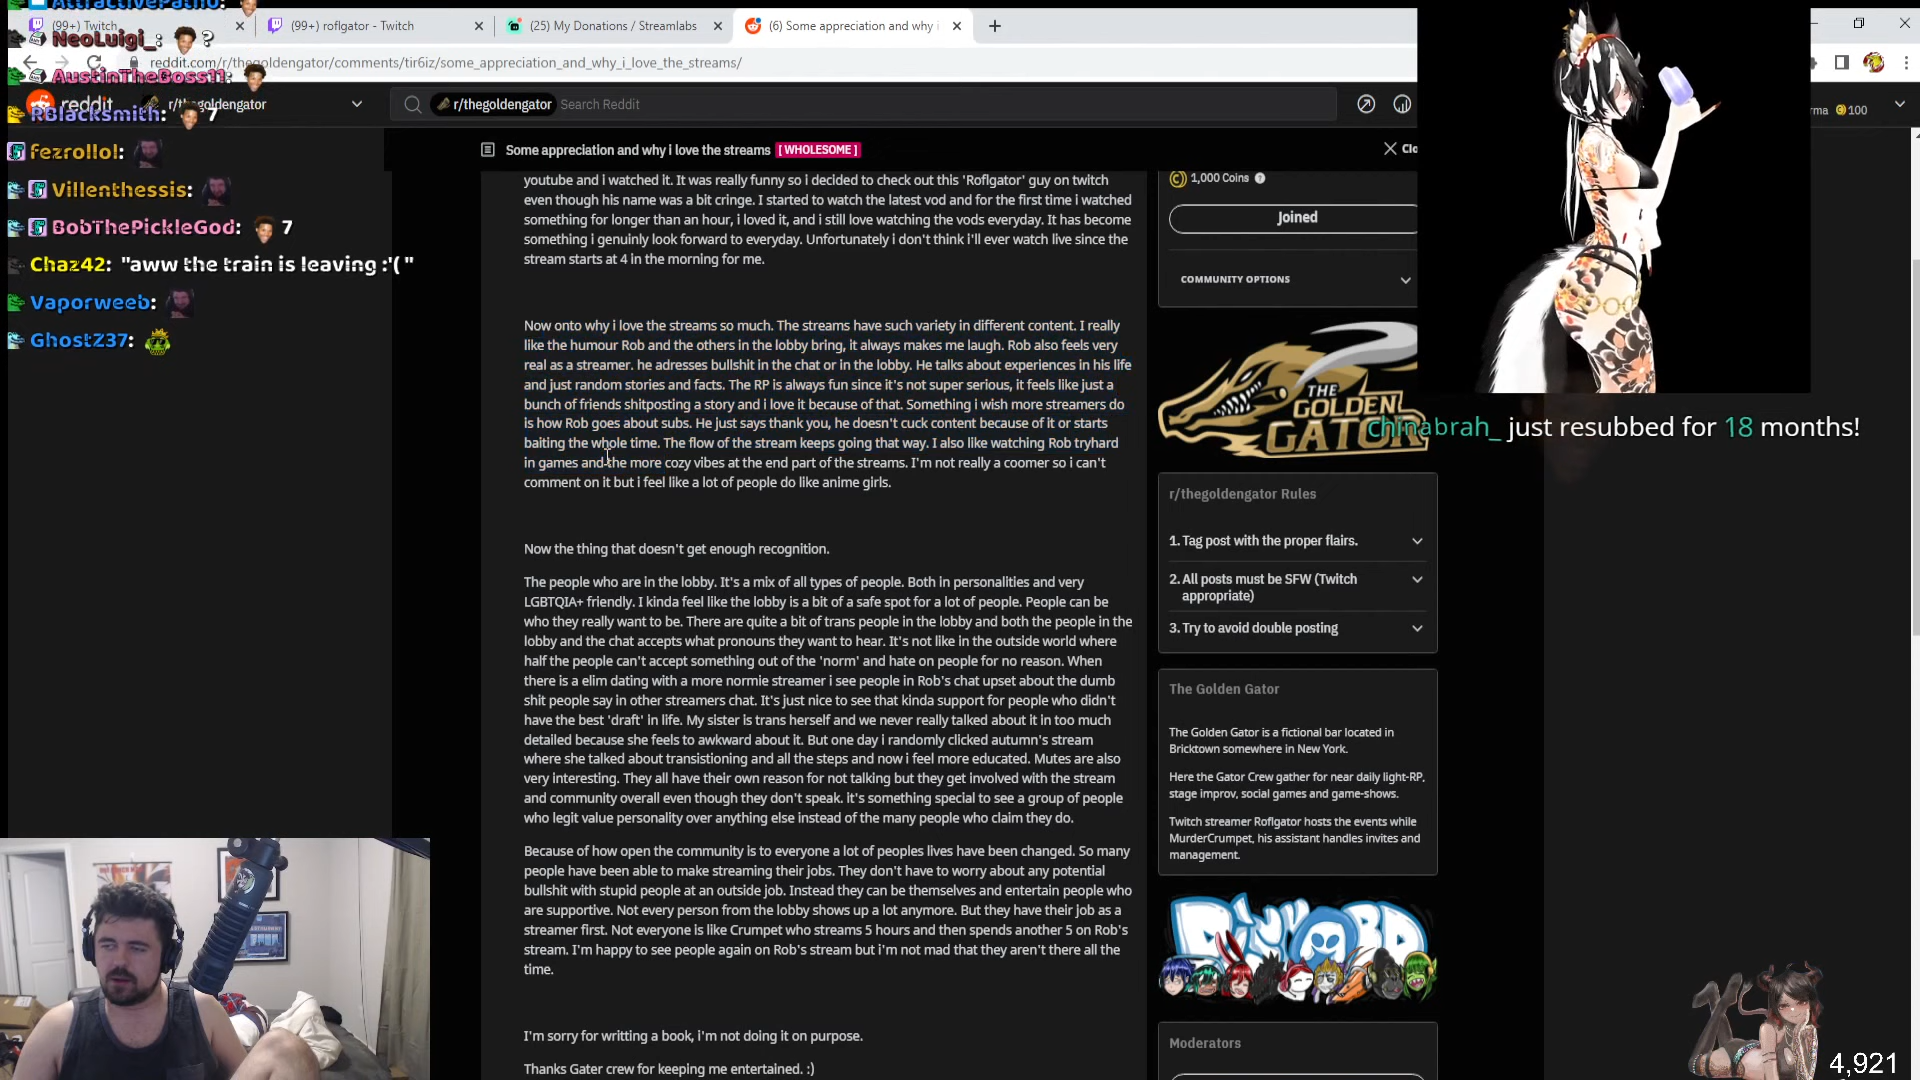 AttractivePatho
(99+) Twitch
(99+) roflgator - Twitch
(25) My Donations / Streamlabs
(6) Some appreciation and why i
NeoLuigi_: ?
reddit.com/r/thegoldengator/comments/tir6iz/some_appreciation_and_why_i_love_the_streams/
AustinTheBoss11:
reddit
r/thegoldengator
r/thegoldengator Search Reddit
rma 100
RBlacksmith: 7
Some appreciation and why i love the streams [ WHOLESOME ]
Clo
fezrollol:
Villenthessis:
BobThePickleGod: 7
Chaz42: "aww the train is leaving :'( "
Vaporweeb:
GhostZ37:
youtube and i watched it. It was really funny so i decided to check out this 'Roflgator' guy on twitch
even though his name was a bit cringe. I started to watch the latest vod and for the first time i watched
something for longer than an hour, i loved it, and i still love watching the vods everyday. It has become
something i genuinely look forward to everyday. Unfortunately i don't think i'll ever watch live since the
stream starts at 4 in the morning for me.
Now onto why i love the streams so much. The streams have such variety in different content. I really
like the humour Rob and the others in the lobby bring, it always makes me laugh. Rob also feels very
real as a streamer. he adresses bullshit in the chat or in the lobby. He talks about experiences in his life
and just random stories and facts. The RP is always fun since it's not super serious, it feels like just a
bunch of friends shitposting a story and i love it because of that. Something i wish more streamers do
is how Rob goes about subs. He just says thank you, he doesn't cuck content because of it or starts
baiting the whole time. The flow of the stream keeps going that way. I also like watching Rob tryhard
in games and the more cozy vibes at the end part of the streams. I'm not really a coomer so i can't
comment on it but i feel like a lot of people do like anime girls.
Now the thing that doesn't get enough recognition.
The people who are in the lobby. It's a mix of all types of people. Both in personalities and very
LGBTQIA+ friendly. I kinda feel like the lobby is a bit of a safe spot for a lot of people. People can be
who they really want to be. There are quite a bit of trans people in the lobby and both the people in the
lobby and the chat accepts what pronouns they want to hear. It's not like in the outside world where
half the people can't accept something out of the 'norm' and hate on people for no reason. When
there is a elim dating with a more normie streamer i see people in Rob's chat upset about the dumb
shit people say in other streamers chat. It's just nice to see that kinda support for people who didn't
have the best 'draft' in life. My sister is trans herself and we never really talked about it in too much
detailed because she feels to awkward about it. But one day i randomly clicked autumn's stream
where she talked about transistioning and all the steps and now i feel more educated. Mutes are also
very interesting. They all have their own reason for not talking but they get involved with the stream
and community overall even though they don't speak. it's something special to see a group of people
who legit value personality over anything else instead of the many people who claim they do.
Because of how open the community is to everyone a lot of peoples lives have been changed. So many
people have been able to make streaming their jobs. They don't have to worry about any potential
bullshit with stupid people at an outside job. Instead they can be themselves and entertain people who
are supportive. Not every person from the lobby shows up a lot anymore. But they have their job as a
streamer first. Not everyone is like Crumpet who streams 5 hours and then spends another 5 on Rob's
stream. I'm happy to see people again on Rob's stream but i'm not mad that they aren't there all the
time.
I'm sorry for writting a book, i'm not doing it on purpose.
Thanks Gater crew for keeping me entertained. :)
1,000 Coins
Joined
COMMUNITY OPTIONS
THE
GOLDEN
GATOR
chinabrah_ just resubbed for 18 months!
r/thegoldengator Rules
1. Tag post with the proper flairs.
2. All posts must be SFW (Twitch
appropriate)
3. Try to avoid double posting
The Golden Gator
The Golden Gator is a fictional bar located in
Bricktown somewhere in New York.
Here the Gator Crew gather for near daily light-RP,
stage improv, social games and game-shows.
Twitch streamer Roflgator hosts the events while
MurderCrumpet, his assistant handles invites and
management.
DISCORD
Moderators
4,921